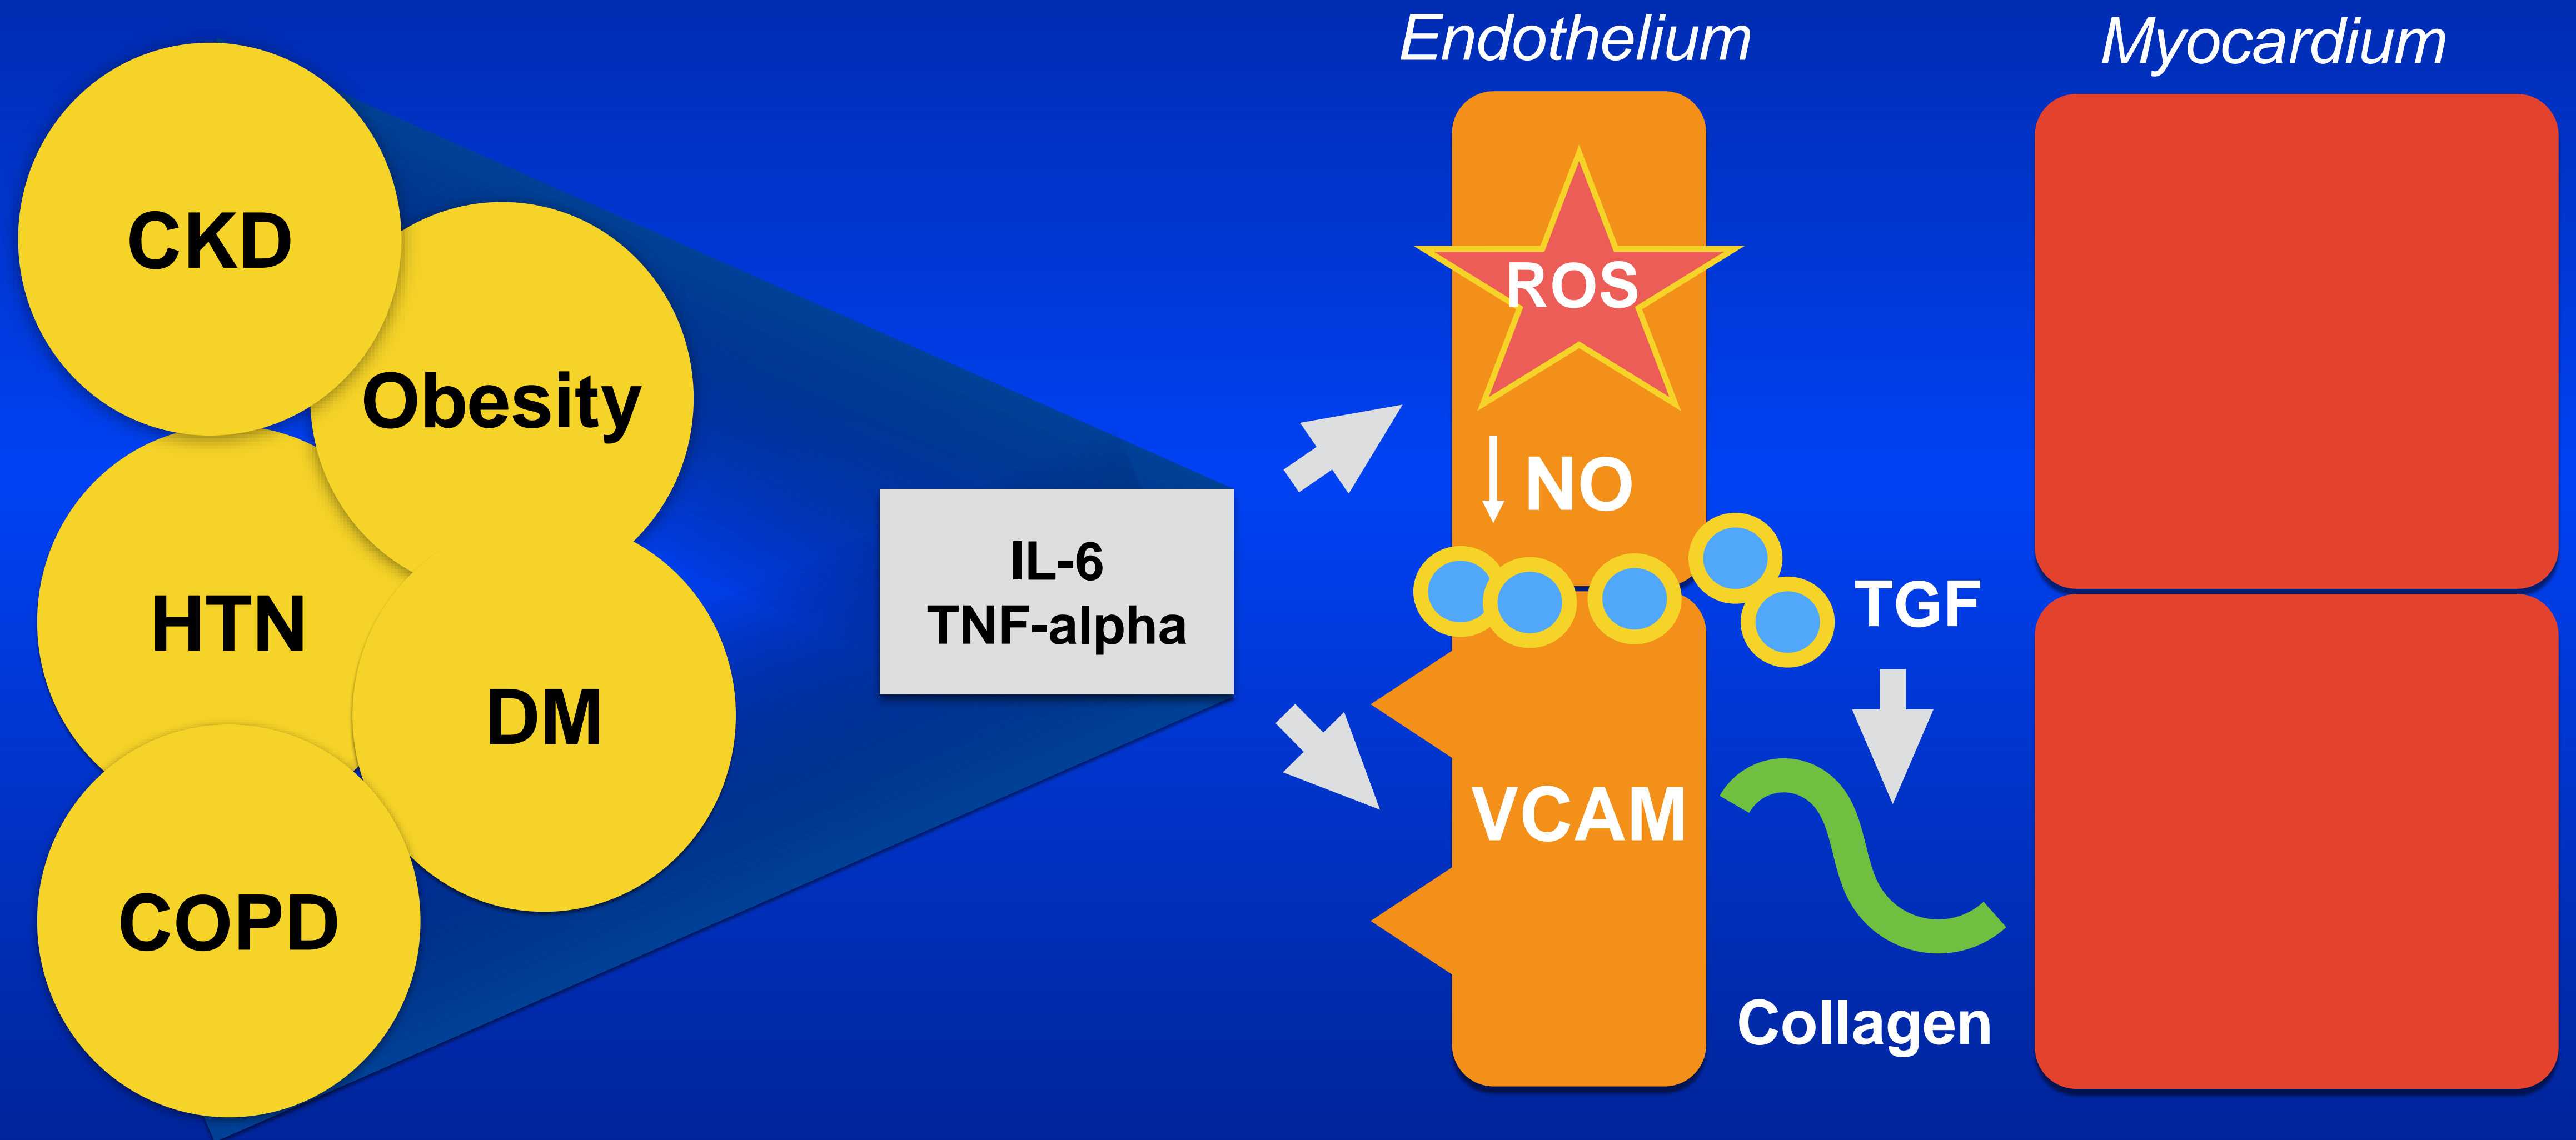 Endothelium
Myocardium
CKD
Obesity
HTN
DM
COPD
IL-6
TNF-alpha
ROS
NO
VCAM
TGF
Collagen